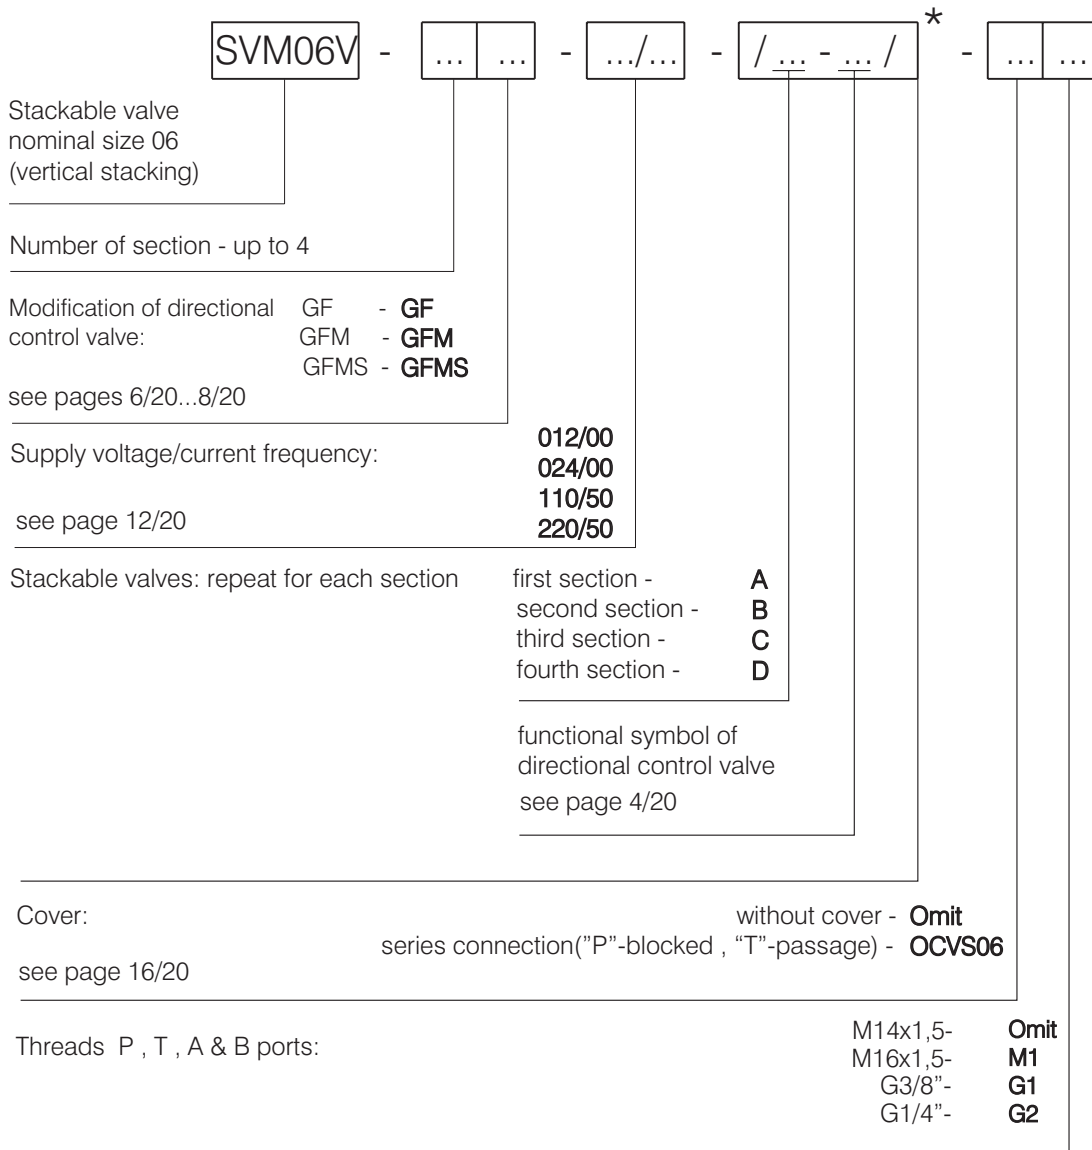 *
SVM06V - ... ... - .../... - / ... - ... / - ... ...
Stackable valve
nominal size 06
(vertical stacking)
Number of section - up to 4
Modification of directional GF - GF
control valve: GFM - GFM
GFMS - GFMS
see pages 6/20...8/20
012/00
Supply voltage/current frequency:
024/00
110/50
see page 12/20
220/50
Stackable valves: repeat for each section first section - A
second section - B
third section - C
fourth section - D
functional symbol of
directional control valve
see page 4/20
Cover: without cover - Omit
series connection("P"-blocked , "T"-passage) - OCVS06
see page 16/20
Threads P , T , A & B ports: M14x1,5- Omit
M16x1,5- M1
G3/8"- G1
G1/4"- G2